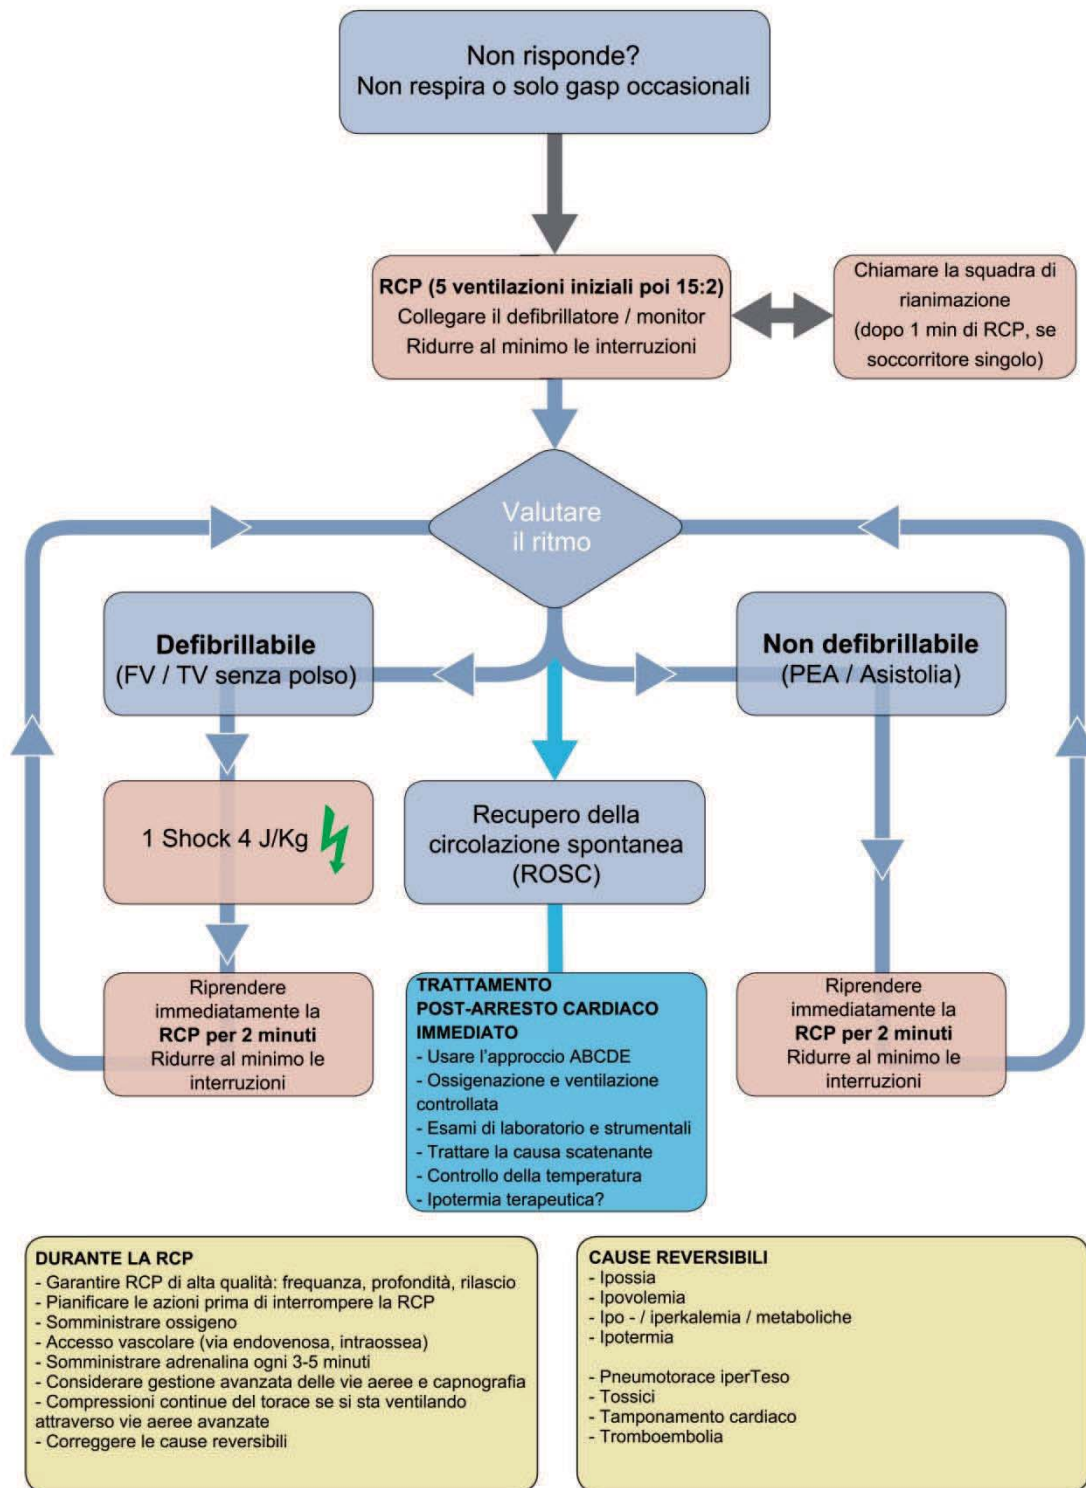 Non risponde?
Non respira o solo gasp occasionali
RCP (5 ventilazioni iniziali poi 15:2)
Collegare il defibrillatore / monitor
Ridurre al minimo le interruzioni
Chiamare la squadra di
rianimazione
(dopo 1 min di RCP, se
soccorritore singolo)
Valutare
il ritmo
Defibrillabile
(FV / TV senza polso)
Non defibrillabile
(PEA / Asistolia)
1 Shock 4 J/Kg
Recupero della
circolazione spontanea
(ROSC)
Riprendere
immediatamente la
RCP per 2 minuti
Ridurre al minimo le
interruzioni
TRATTAMENTO
POST-ARRESTO CARDIACO
IMMEDIATO
- Usare l'approccio ABCDE
- Ossigenazione e ventilazione
controllata
- Esami di laboratorio e strumentali
- Trattare la causa scatenante
- Controllo della temperatura
- Ipotermia terapeutica?
Riprendere
immediatamente la
RCP per 2 minuti
Ridurre al minimo le
interruzioni
DURANTE LA RCP
- Garantire RCP di alta qualità: frequanza, profondità, rilascio
- Pianificare le azioni prima di interrompere la RCP
- Somministrare ossigeno
- Accesso vascolare (via endovenosa, intraossea)
- Somministrare adrenalina ogni 3-5 minuti
- Considerare gestione avanzata delle vie aeree e capnografia
- Compressioni continue del torace se si sta ventilando
attraverso vie aeree avanzate
- Correggere le cause reversibili
CAUSE REVERSIBILI
- Ipossia
- Ipovolemia
- Ipo - / iperkalemia / metaboliche
- Ipotermia
- Pneumotorace iperTeso
- Tossici
- Tamponamento cardiaco
- Tromboembolia